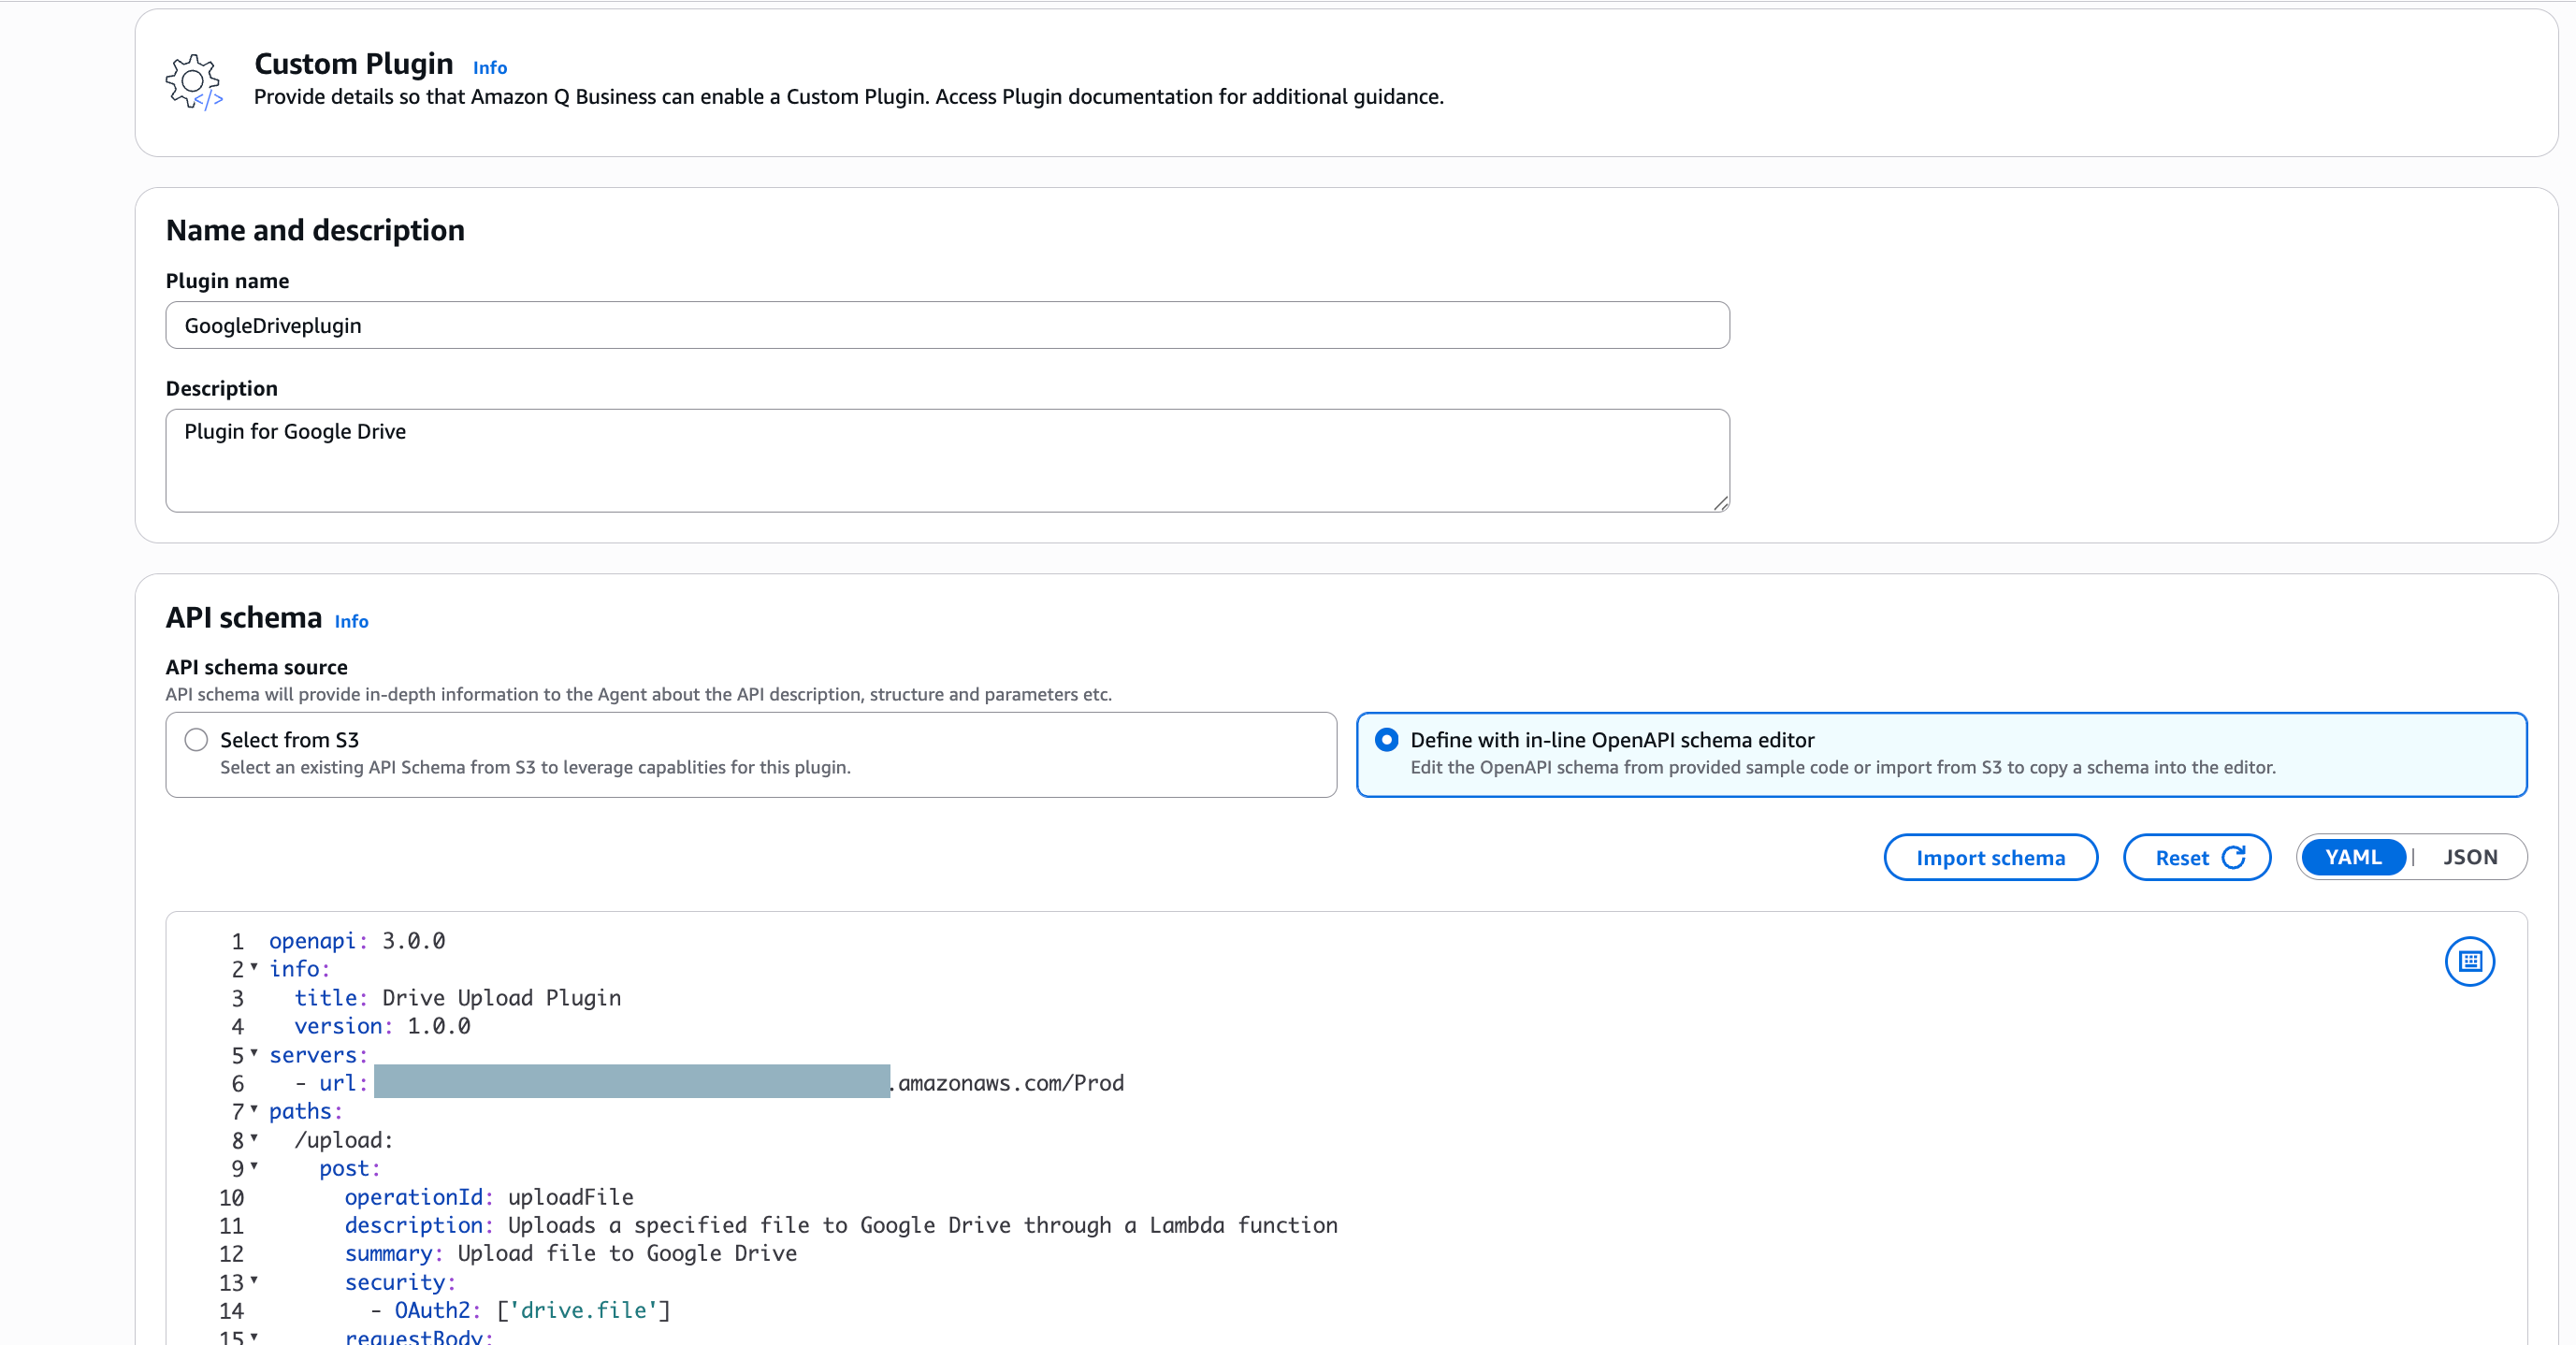 Custom Plugin Info
Provide details so that Amazon Q Business can enable a Custom Plugin. Access Plugin documentation for additional guidance.
Name and description
Plugin name
GoogleDriveplugin
Description
Plugin for Google Drive
API schema Info
API schema source
API schema will provide in-depth information to the Agent about the API description, structure and parameters etc.
Select from S3
Select an existing API Schema from S3 to leverage capablities for this plugin.
Define with in-line OpenAPI schema editor
Edit the OpenAPI schema from provided sample code or import from S3 to copy a schema into the editor.
Import schema Reset YAML | JSON
1 openapi: 3.0.0
2 info:
3 title: Drive Upload Plugin
4 version: 1.0.0
5 servers:
6 - url: .amazonaws.com/Prod
7 paths:
8 /upload:
9 post:
10 operationId: uploadFile
11 description: Uploads a specified file to Google Drive through a Lambda function
12 summary: Upload file to Google Drive
13 security:
14 - OAuth2: ['drive.file']
15 requestBody: